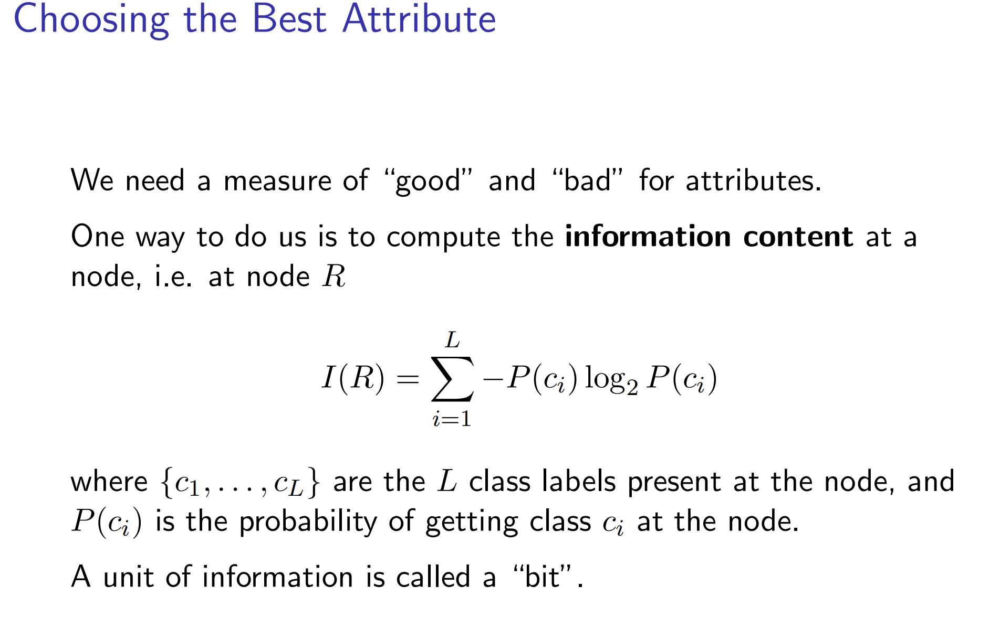 Choosing the Best Attribute
We need a measure of “good” and “bad” for attributes.
One way to do us is to compute the information content at a
node, i.e. at node R
I(R) = \sum_{i=1}^{L} −P(c_i) log_2 P(c_i)
where {c_1, . . . , c_L} are the L class labels present at the node, and
P(c_i) is the probability of getting class c_i at the node.
A unit of information is called a “bit”.